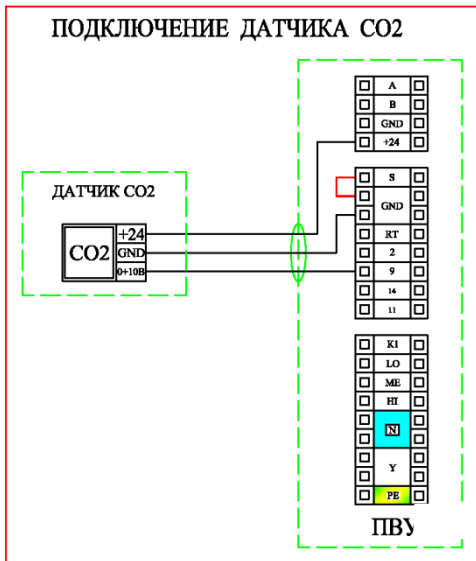 ПОДКЛЮЧЕНИЕ ДАТЧИКА СО2
A
B
GND
+24
ДАТЧИК СО2
CO2
+24
GND
0+10В
S
GND
RT
2
9
14
11
K1
LO
ME
HI
N
Y
PE
ПВУ